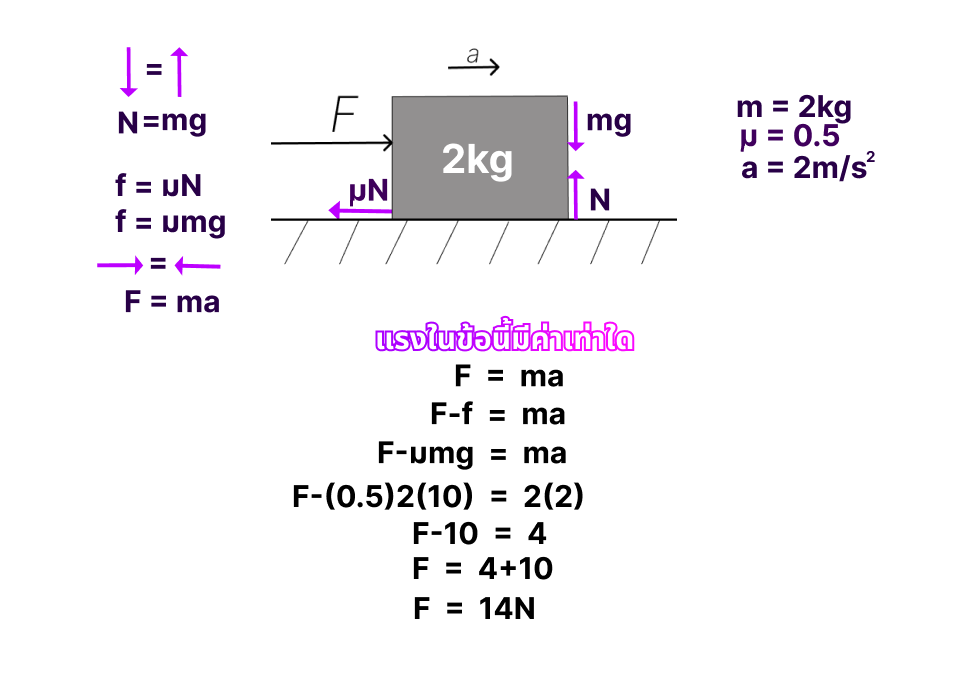 =
N=mg
f = µN
f = µmg
=
F = ma
a
F
2kg
mg
µN
N
m = 2kg
µ = 0.5
a = 2m/s²
แรงในข้อนี้มีค่าเท่าใด
F = ma
F-f = ma
F-µmg = ma
F-(0.5)2(10) = 2(2)
F-10 = 4
F = 4+10
F = 14N